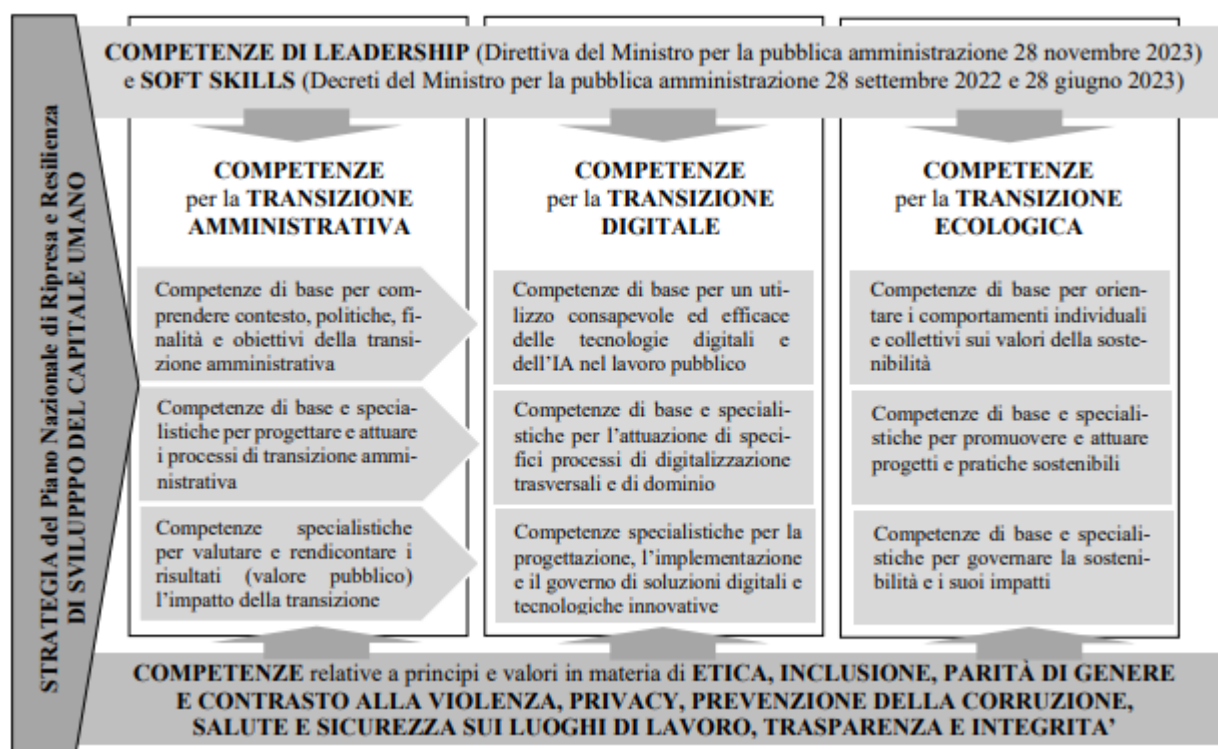 STRATEGIA del Piano Nazionale di Ripresa e Resilienza
DI SVILUPPO DEL CAPITALE UMANO
COMPETENZE DI LEADERSHIP (Direttiva del Ministro per la pubblica amministrazione 28 novembre 2023)
e SOFT SKILLS (Decreti del Ministro per la pubblica amministrazione 28 settembre 2022 e 28 giugno 2023)
COMPETENZE
per la TRANSIZIONE
AMMINISTRATIVA
Competenze di base per com-
prendere contesto, politiche, fi-
nalità e obiettivi della transi-
zione amministrativa
Competenze di base e specia-
listiche per progettare e attuare
i processi di transizione ammi-
nistrativa
Competenze specialistiche
per valutare e rendicontare i
risultati (valore pubblico)
l’impatto della transizione
COMPETENZE
per la TRANSIZIONE
DIGITALE
Competenze di base per un uti-
lizzo consapevole ed efficace
delle tecnologie digitali e
dell’IA nel lavoro pubblico
Competenze di base e speciali-
stiche per l’attuazione di speci-
fici processi di digitalizzazione
trasversali e di dominio
Competenze specialistiche per la
progettazione, l’implementazione
e il governo di soluzioni digitali e
tecnologiche innovative
COMPETENZE
per la TRANSIZIONE
ECOLOGICA
Competenze di base per orien-
tare i comportamenti individuali
e collettivi sui valori della soste-
nibilità
Competenze di base e speciali-
stiche per promuovere e attuare
progetti e pratiche sostenibili
Competenze di base e speciali-
stiche per governare la sosteni-
bilità e i suoi impatti
COMPETENZE relative a principi e valori in materia di ETICA, INCLUSIONE, PARITÀ DI GENERE
E CONTRASTO ALLA VIOLENZA, PRIVACY, PREVENZIONE DELLA CORRUZIONE,
SALUTE E SICUREZZA SUI LUOGHI DI LAVORO, TRASPARENZA E INTEGRITA’